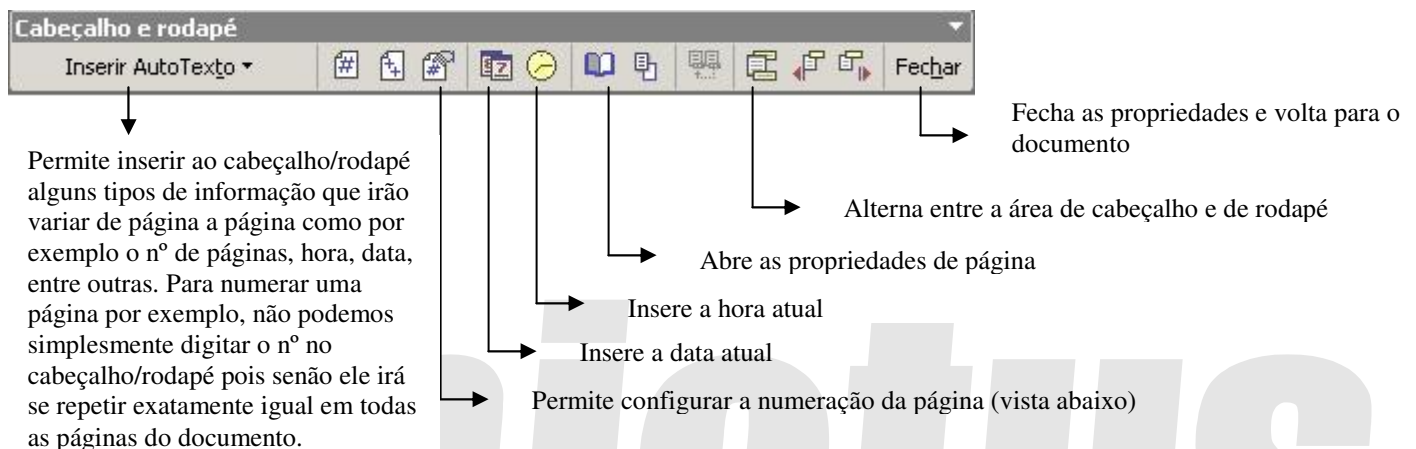 Cabeçalho e rodapé
Inserir AutoTexto
Fechar
Fecha as propriedades e volta para o
documento
Permite inserir ao cabeçalho/rodapé
alguns tipos de informação que irão
variar de página a página como por
exemplo o nº de páginas, hora, data,
entre outras. Para numerar uma
página por exemplo, não podemos
simplesmente digitar o nº no
cabeçalho/rodapé pois senão ele irá
se repetir exatamente igual em todas
as páginas do documento.
Alterna entre a área de cabeçalho e de rodapé
Abre as propriedades de página
Insere a hora atual
Insere a data atual
Permite configurar a numeração da página (vista abaixo)